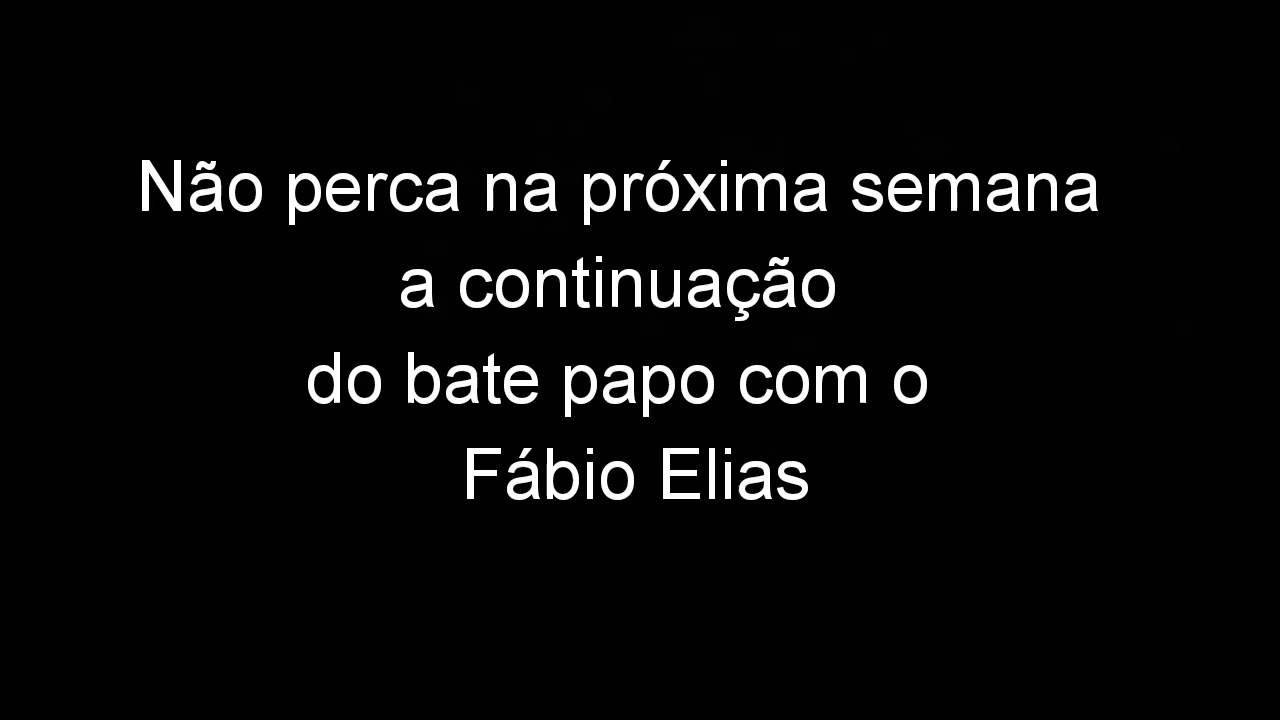 Não perca na próxima semana
a continuação
do bate papo com o
Fábio Elias